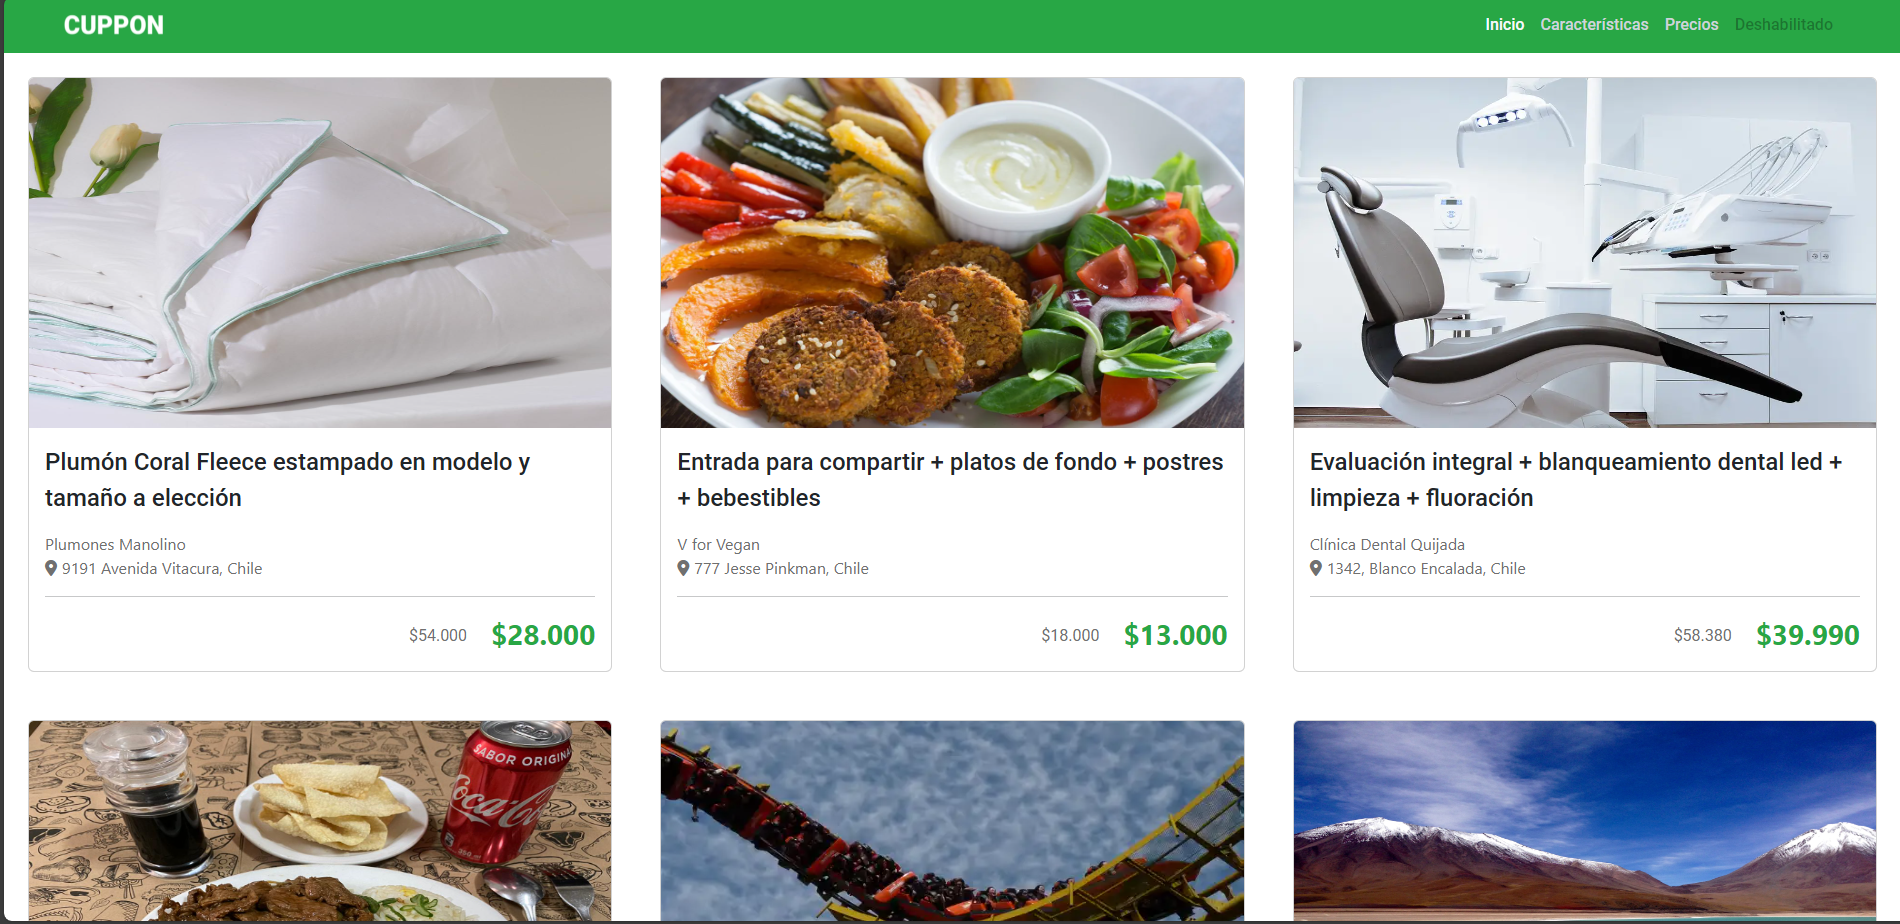 CUPPON
Inicio Características Precios Deshabilitado
Plumón Coral Fleece estampado en modelo y
tamaño a elección
Plumones Manolino
9191 Avenida Vitacura, Chile
$54.000 $28.000
Entrada para compartir + platos de fondo + postres
+ bebestibles
V for Vegan
777 Jesse Pinkman, Chile
$18.000 $13.000
Evaluación integral + blanqueamiento dental led +
limpieza + fluoración
Clínica Dental Quijada
1342, Blanco Encalada, Chile
$58.380 $39.990
SABOR ORIGINA
Coca-Co